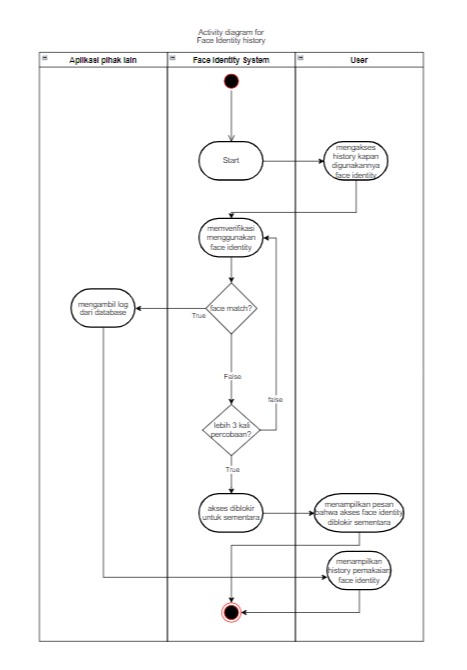 Activity diagram for
Face Identity history
Aplikasi pihak lain
Face Identity System
User
Start
mengakses
history kapan
digunakannya
face identity
memverifikasi
menggunakan
face identity
face match?
True
mengambil log
dari database
False
false
lebih 3 kali
percobaan?
True
akses diblokir
untuk sementara
menampilkan pesan
bahwa akses face identity
diblokir sementara
menampilkan
history pemakaian
face identity